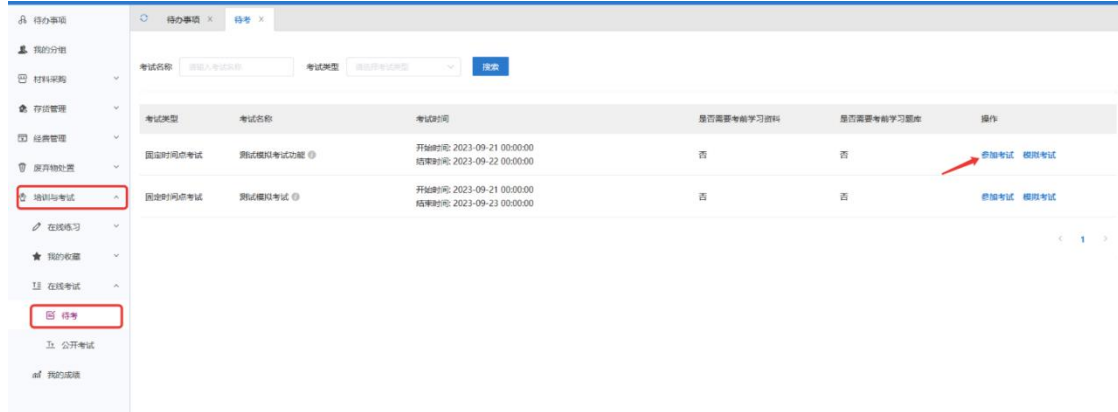 待办事项
我的分组
材料采购
存货管理
经费管理
废弃物处置
培训与考试
在线练习
我的收藏
在线考试
待考
公开考试
我的成绩
待办事项 × 待考 ×
考试名称 请输入考试名称 考试类型 请选择考试类型 搜索
考试类型 考试名称 考试时间 是否需要考前学习资料 是否需要考前学习题库 操作
固定时间点考试 测试模拟考试功能 开始时间: 2023-09-21 00:00:00 否 否 参加考试 模拟考试
结束时间: 2023-09-22 00:00:00
固定时间点考试 测试模拟考试 开始时间: 2023-09-21 00:00:00 否 否 参加考试 模拟考试
结束时间: 2023-09-23 00:00:00
< 1 >